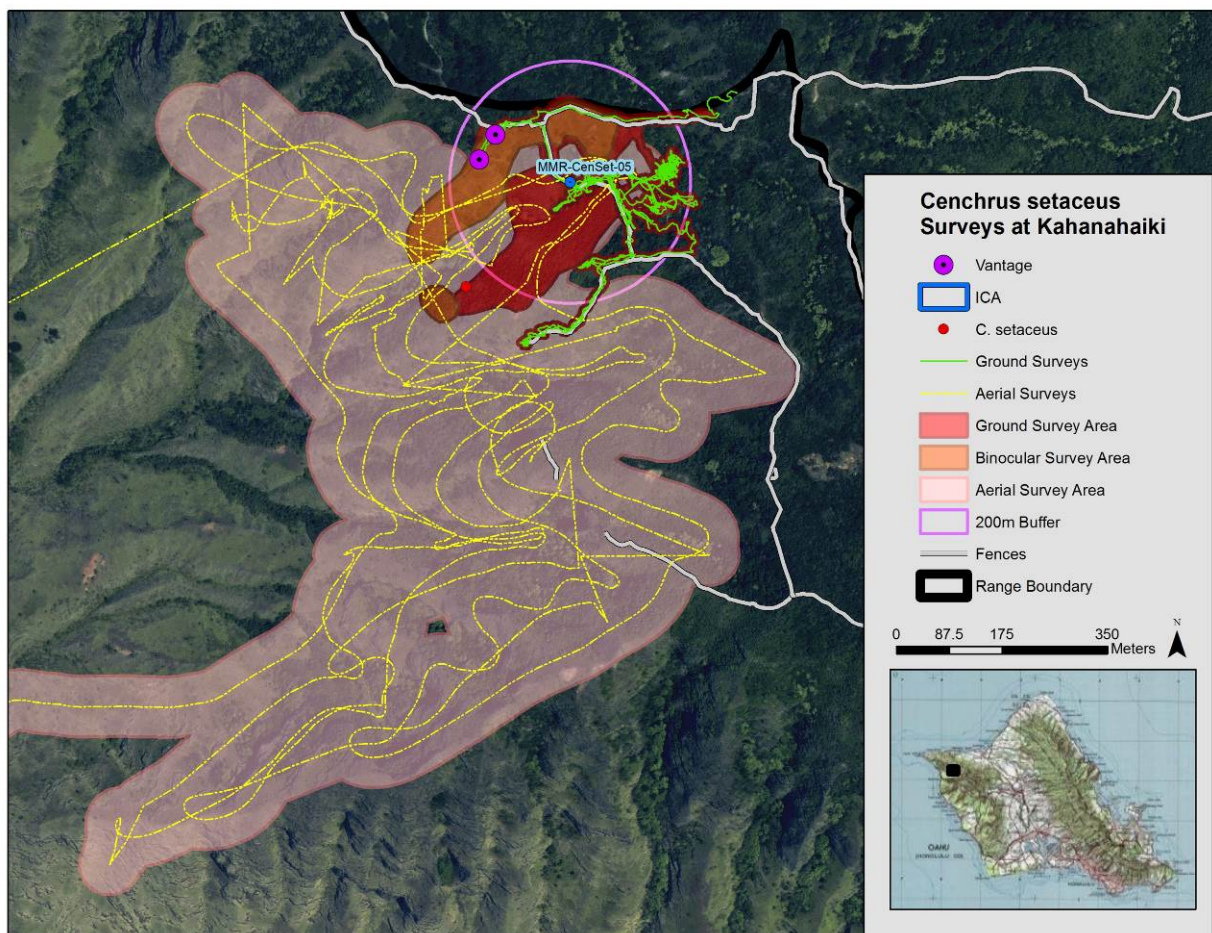 MMR-CenSet-05
Cenchrus setaceus
Surveys at Kahanahaiki
Vantage
ICA
C. setaceus
Ground Surveys
Aerial Surveys
Ground Survey Area
Binocular Survey Area
Aerial Survey Area
200m Buffer
Fences
Range Boundary
N
0 87.5 175 350
Meters
OAHU